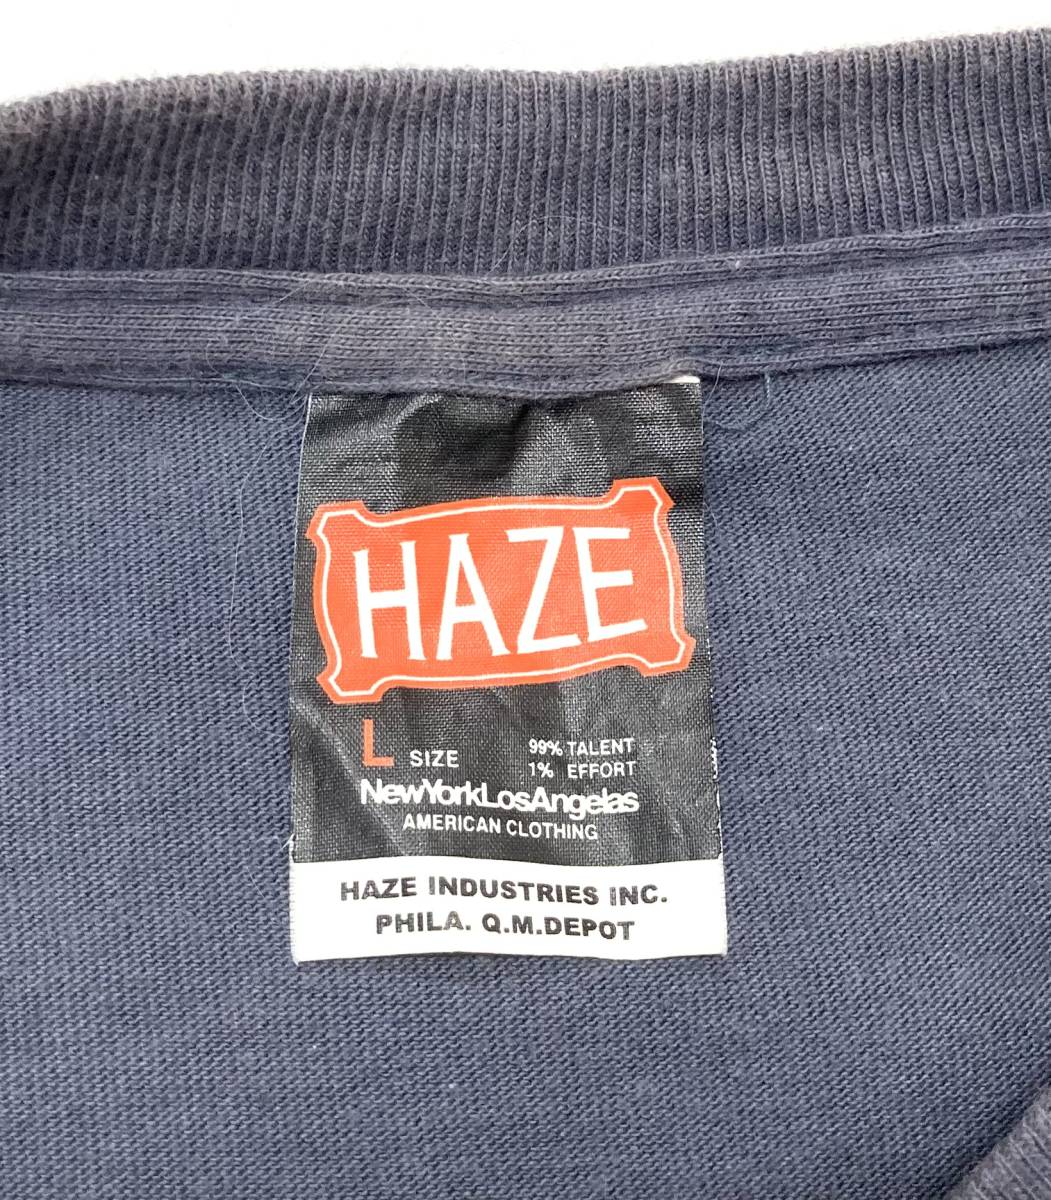 HAZE
L SIZE 99% TALENT
1% EFFORT
NewYorkLosAngelas
AMERICAN CLOTHING
HAZE INDUSTRIES INC.
PHILA. Q.M.DEPOT